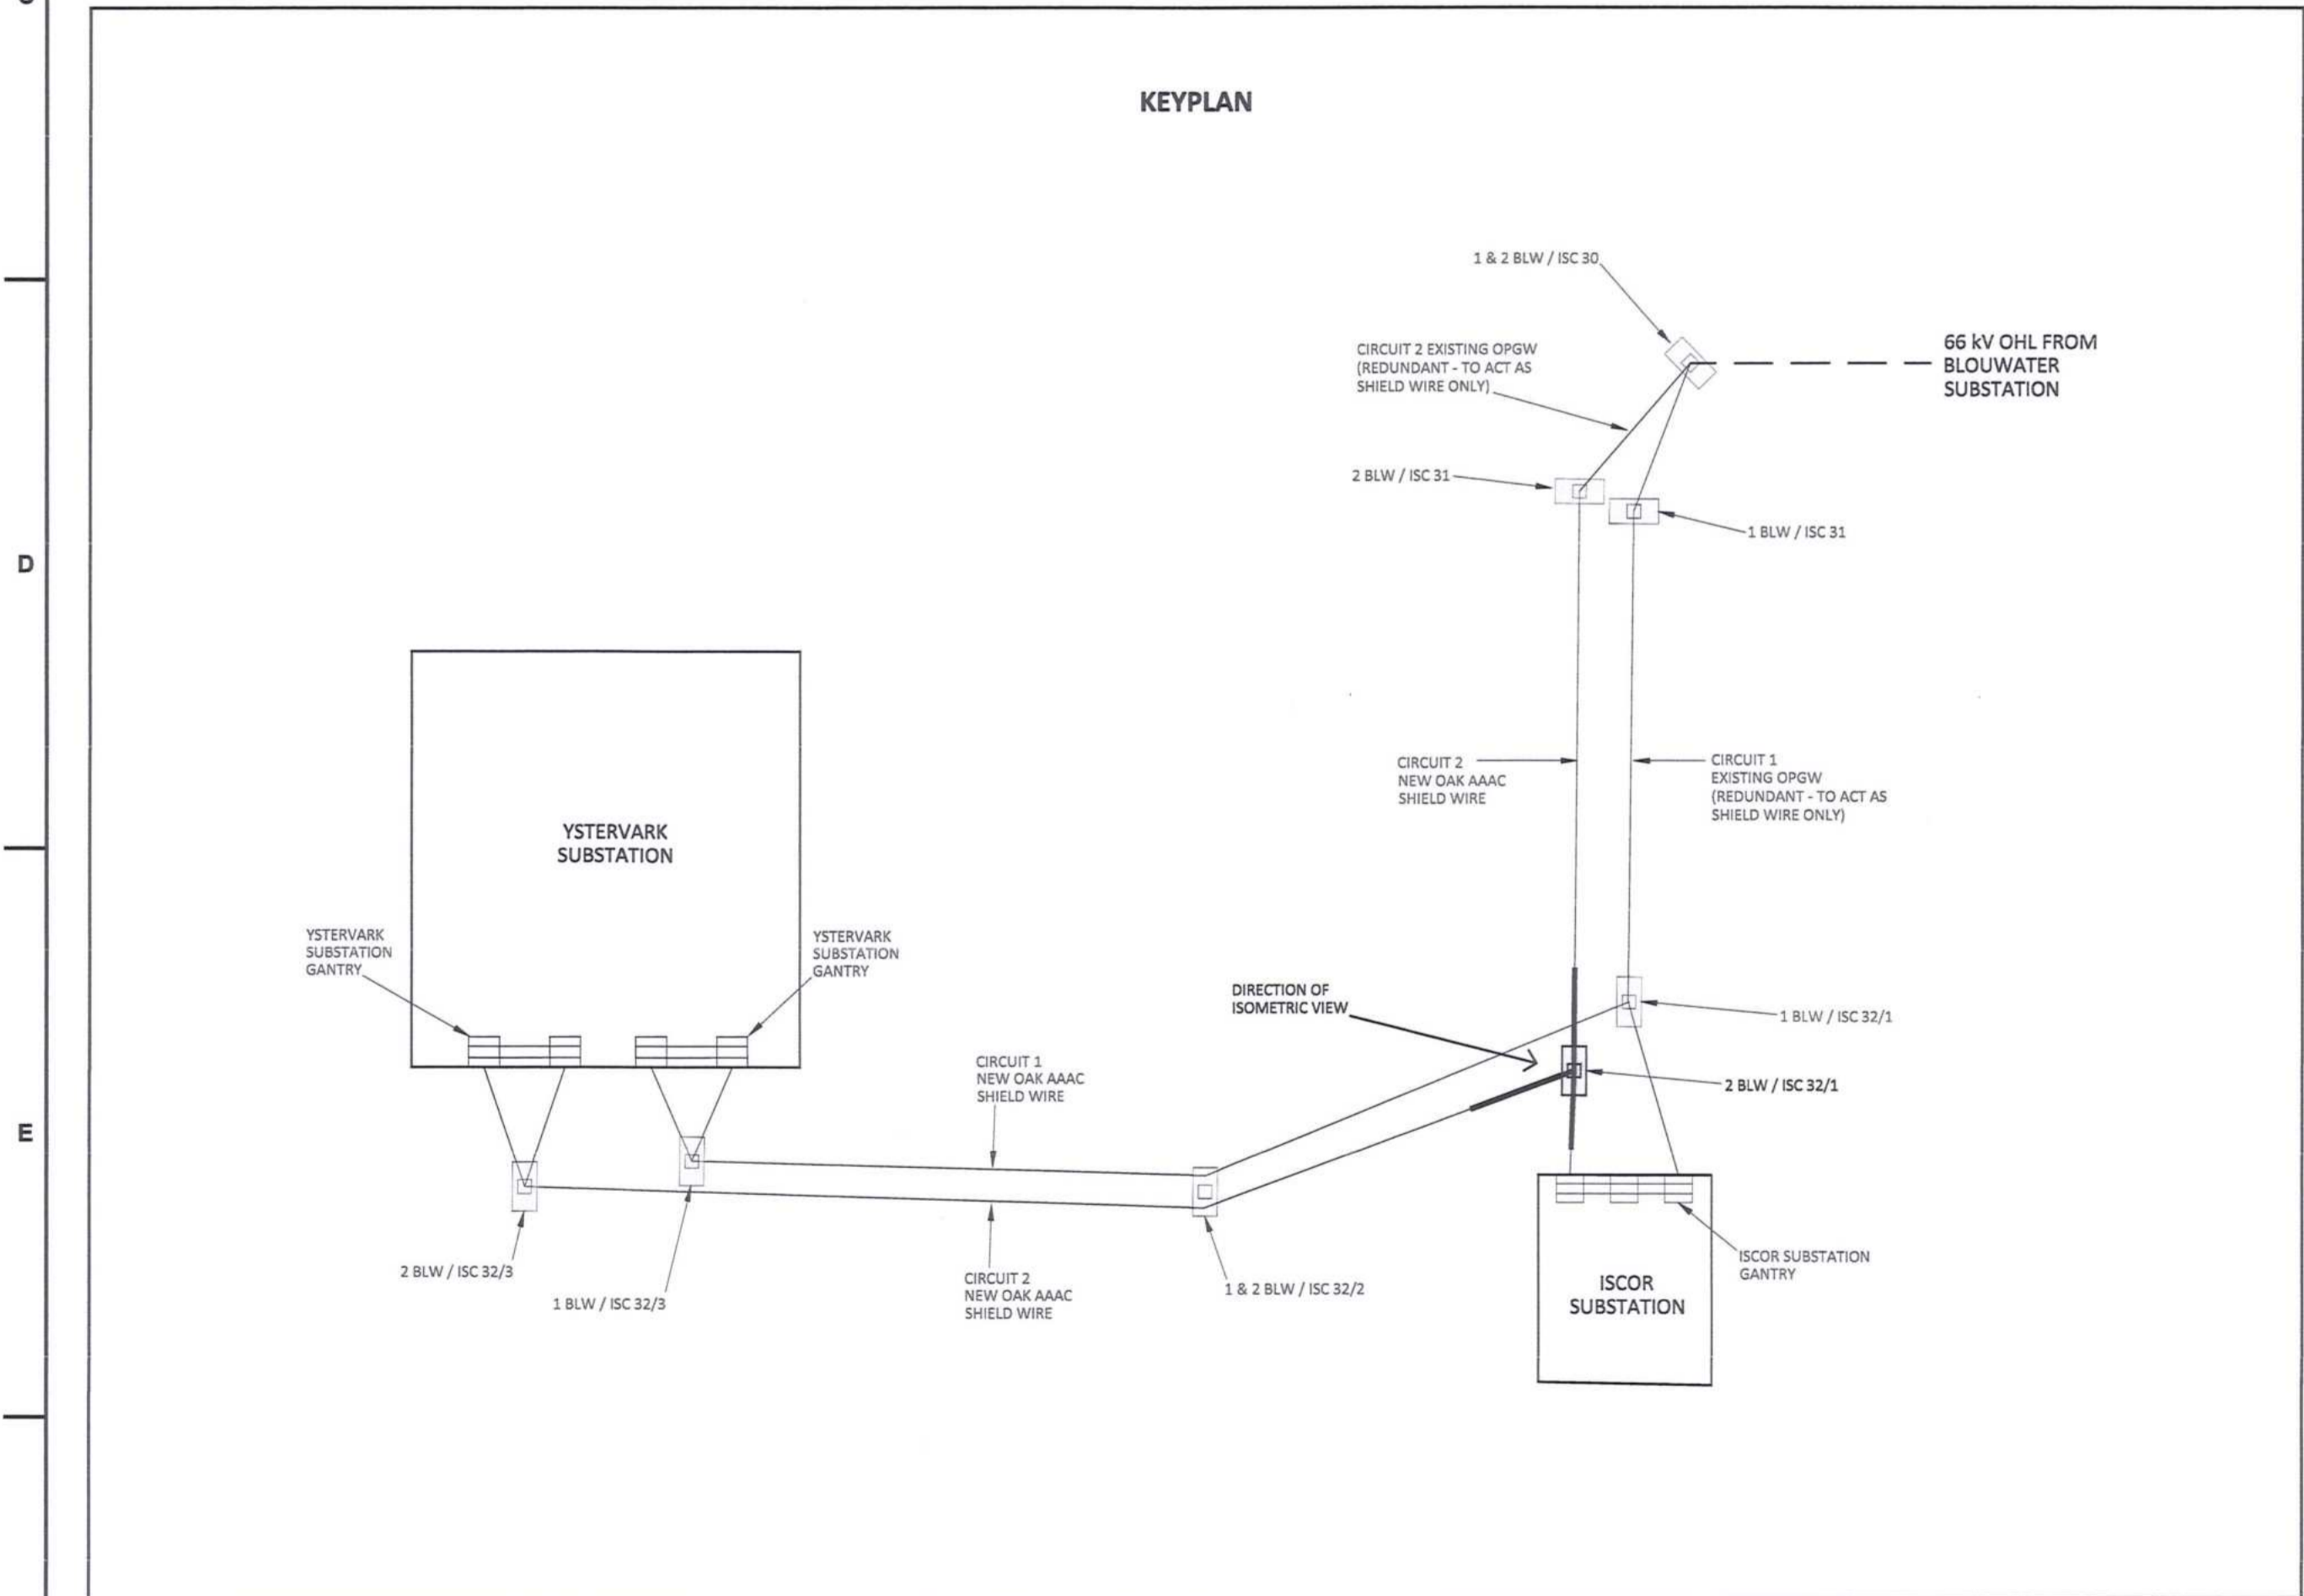 KEYPLAN
1 & 2 BLW / ISC 30
CIRCUIT 2 EXISTING OPGW
(REDUNDANT - TO ACT AS
SHIELD WIRE ONLY)
66 kV OHL FROM
BLOUWATER
SUBSTATION
2 BLW / ISC 31
1 BLW / ISC 31
D
CIRCUIT 2
NEW OAK AAAC
SHIELD WIRE
CIRCUIT 1
EXISTING OPGW
(REDUNDANT - TO ACT AS
SHIELD WIRE ONLY)
YSTERVARK
SUBSTATION
YSTERVARK
SUBSTATION
GANTRY
YSTERVARK
SUBSTATION
GANTRY
DIRECTION OF
ISOMETRIC VIEW
1 BLW / ISC 32/1
2 BLW / ISC 32/1
CIRCUIT 1
NEW OAK AAAC
SHIELD WIRE
E
2 BLW / ISC 32/3
1 BLW / ISC 32/3
CIRCUIT 2
NEW OAK AAAC
SHIELD WIRE
1 & 2 BLW / ISC 32/2
ISCOR SUBSTATION
GANTRY
ISCOR
SUBSTATION